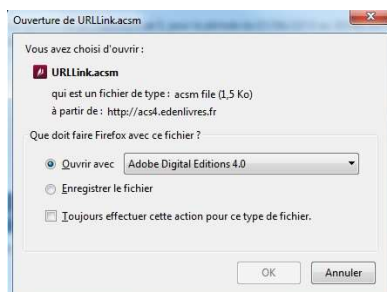 Ouverture de URLLink.acsm
Vous avez choisi d'ouvrir :
URLLink.acsm
qui est un fichier de type : acsm file (1,5 Ko)
à partir de : http://acs4.edenlivres.fr
Que doit faire Firefox avec ce fichier ?
Ouvrir avec Adobe Digital Editions 4.0
Enregistrer le fichier
Toujours effectuer cette action pour ce type de fichier.
OK Annuler